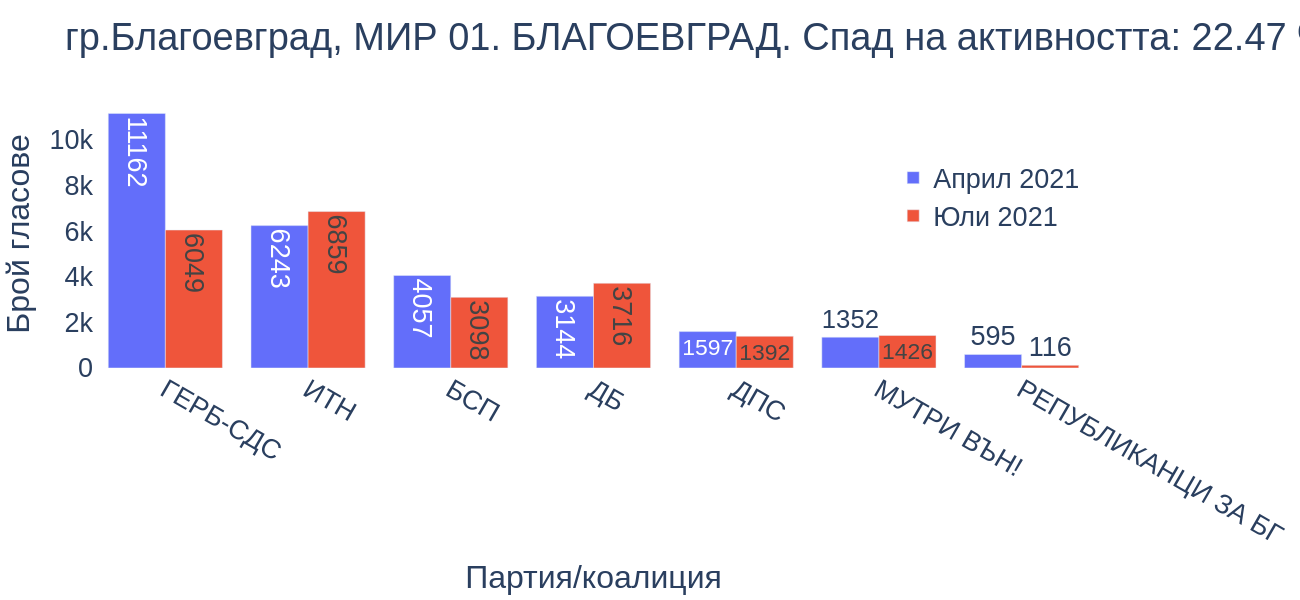 гр.Благоевград, МИР 01. БЛАГОЕВГРАД. Спад на активността: 22.47
Брой гласове
10k
8k
6k
4k
2k
0
11162
6049
6243
6859
4057
3098
3144
3716
1597
1392
1352
1426
595
116
Април 2021
Юли 2021
ГЕРБ-СДС
ИТН
БСП
ДБ
ДПС
МУТРИ ВЪН!
РЕПУБЛИКАНЦИ ЗА БГ
Партия/коалиция